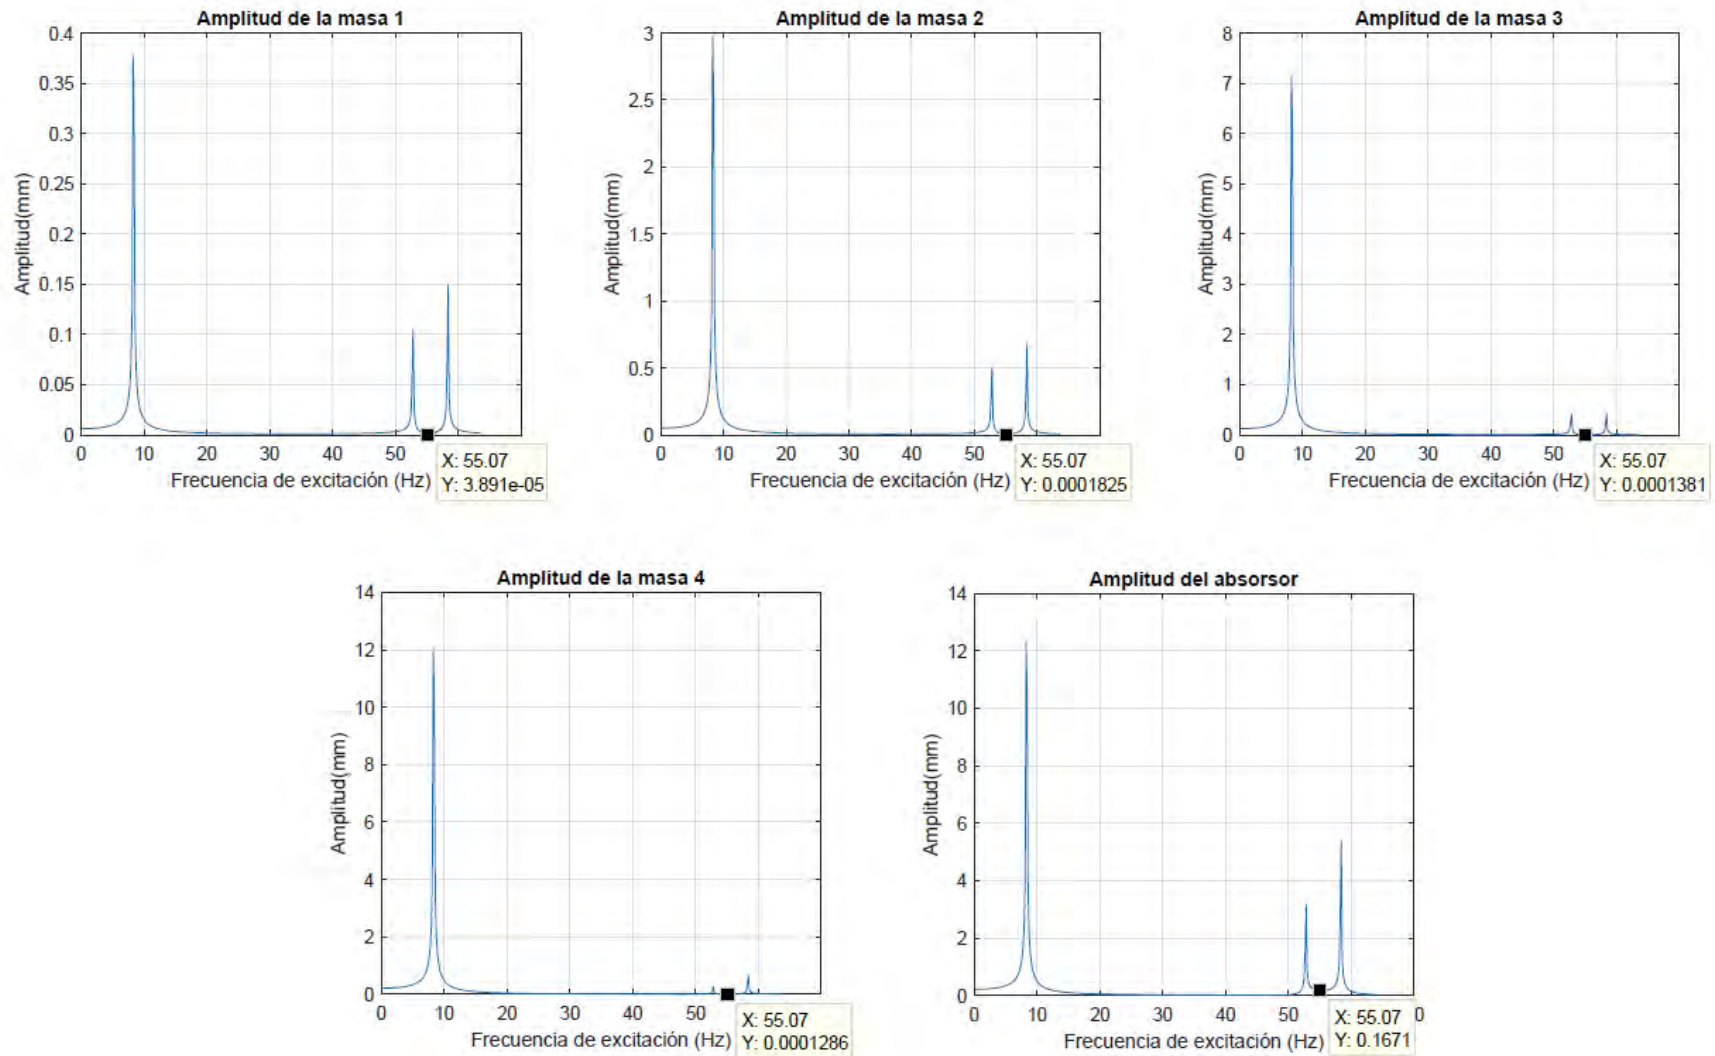 Amplitud de la masa 1
Amplitud(mm)
0.4
0.35
0.3
0.25
0.2
0.15
0.1
0.05
0
0 10 20 30 40 50
Frecuencia de excitación (Hz)
X: 55.07
Y: 3.891e-05
Amplitud de la masa 2
Amplitud(mm)
3
2.5
2
1.5
1
0.5
0
0 10 20 30 40 50
Frecuencia de excitación (Hz)
X: 55.07
Y: 0.0001825
Amplitud de la masa 3
Amplitud(mm)
8
7
6
5
4
3
2
1
0
0 10 20 30 40 50
Frecuencia de excitación (Hz)
X: 55.07
Y: 0.0001381
Amplitud de la masa 4
Amplitud(mm)
14
12
10
8
6
4
2
0
0 10 20 30 40 50
Frecuencia de excitación (Hz)
X: 55.07
Y: 0.0001286
Amplitud del absorsor
Amplitud(mm)
14
12
10
8
6
4
2
0
0 10 20 30 40 50 0
Frecuencia de excitación (Hz)
X: 55.07
Y: 0.1671